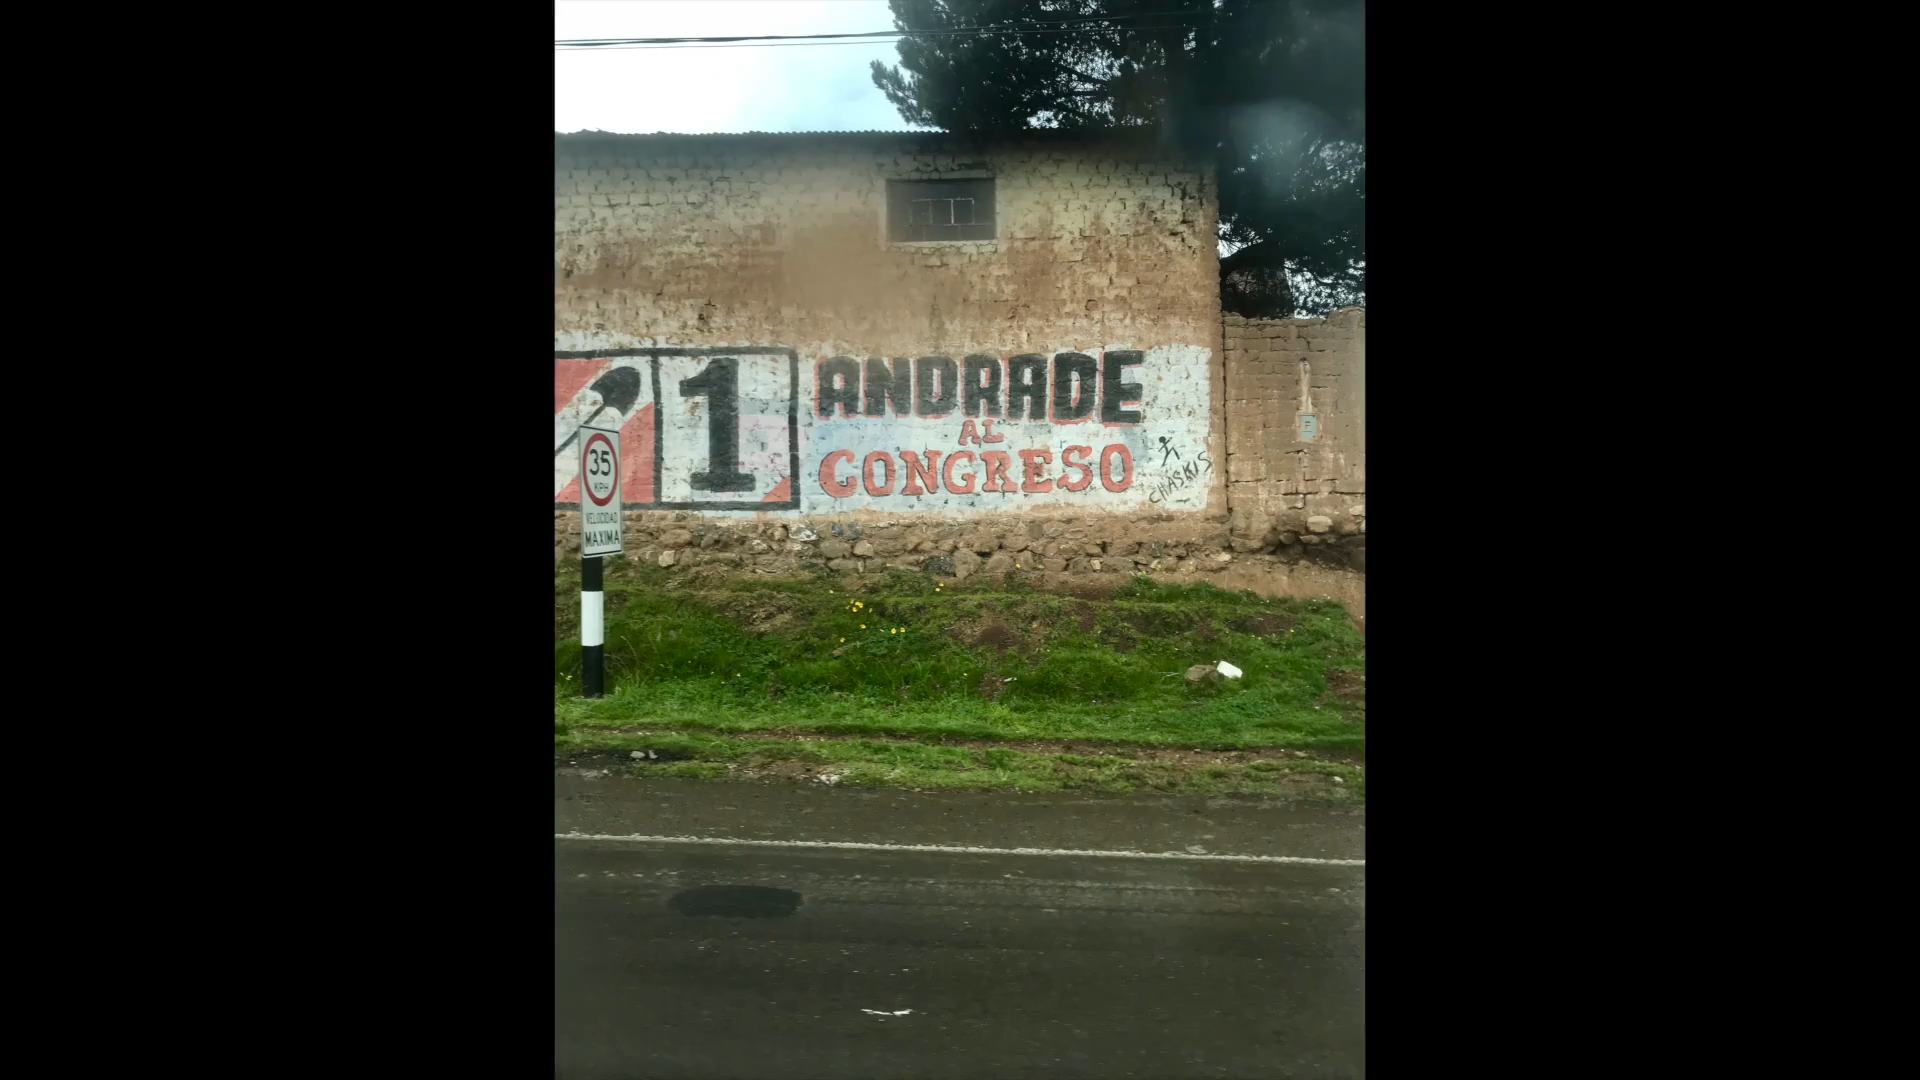 1
ANDRADE
AL
CONGRESO
CHASKIS
35
KPH
VELOCIDAD
MAXIMA